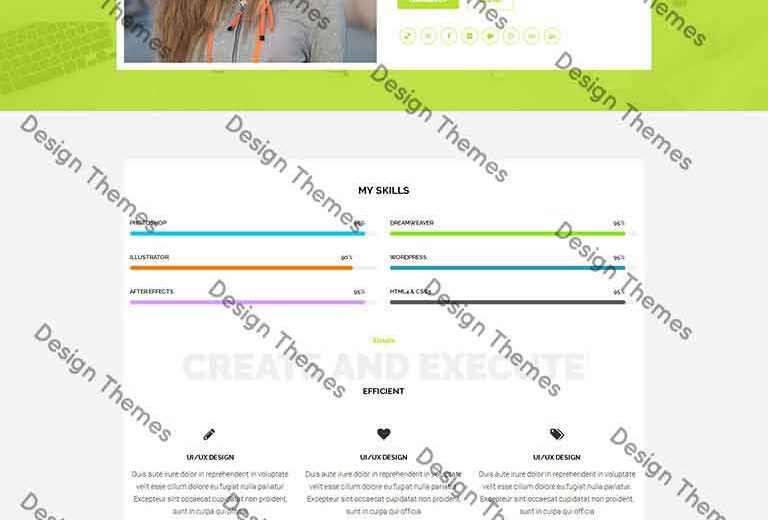 MY SKILLS
PHOTOSHOP 95%
DREAMWEAVER 95%
ILLUSTRATOR 90%
WORDPRESS 95%
AFTER EFFECTS 95%
HTML4 & CSS3 95%
Simple
CREATE AND EXECUTE
EFFICIENT
UI/UX DESIGN
UI/UX DESIGN
UI/UX DESIGN
Duis aute irure dolor in reprehenderit in voluptate
velit esse cillum dolore eu fugiat nulla pariatur.
Excepteur sint occaecat cupidatat non proident,
sunt in culpa qui officia
Duis aute irure dolor in reprehenderit in voluptate
velit esse cillum dolore eu fugiat nulla pariatur.
Excepteur sint occaecat cupidatat non proident,
sunt in culpa qui officia
Duis aute irure dolor in reprehenderit in voluptate
velit esse cillum dolore eu fugiat nulla pariatur.
Excepteur sint occaecat cupidatat non proident,
sunt in culpa qui officia
Design Themes
Design Themes
Design Themes
Design Themes
Design Themes
Design Themes
Design Themes
Design Themes
Design Themes
Design Themes